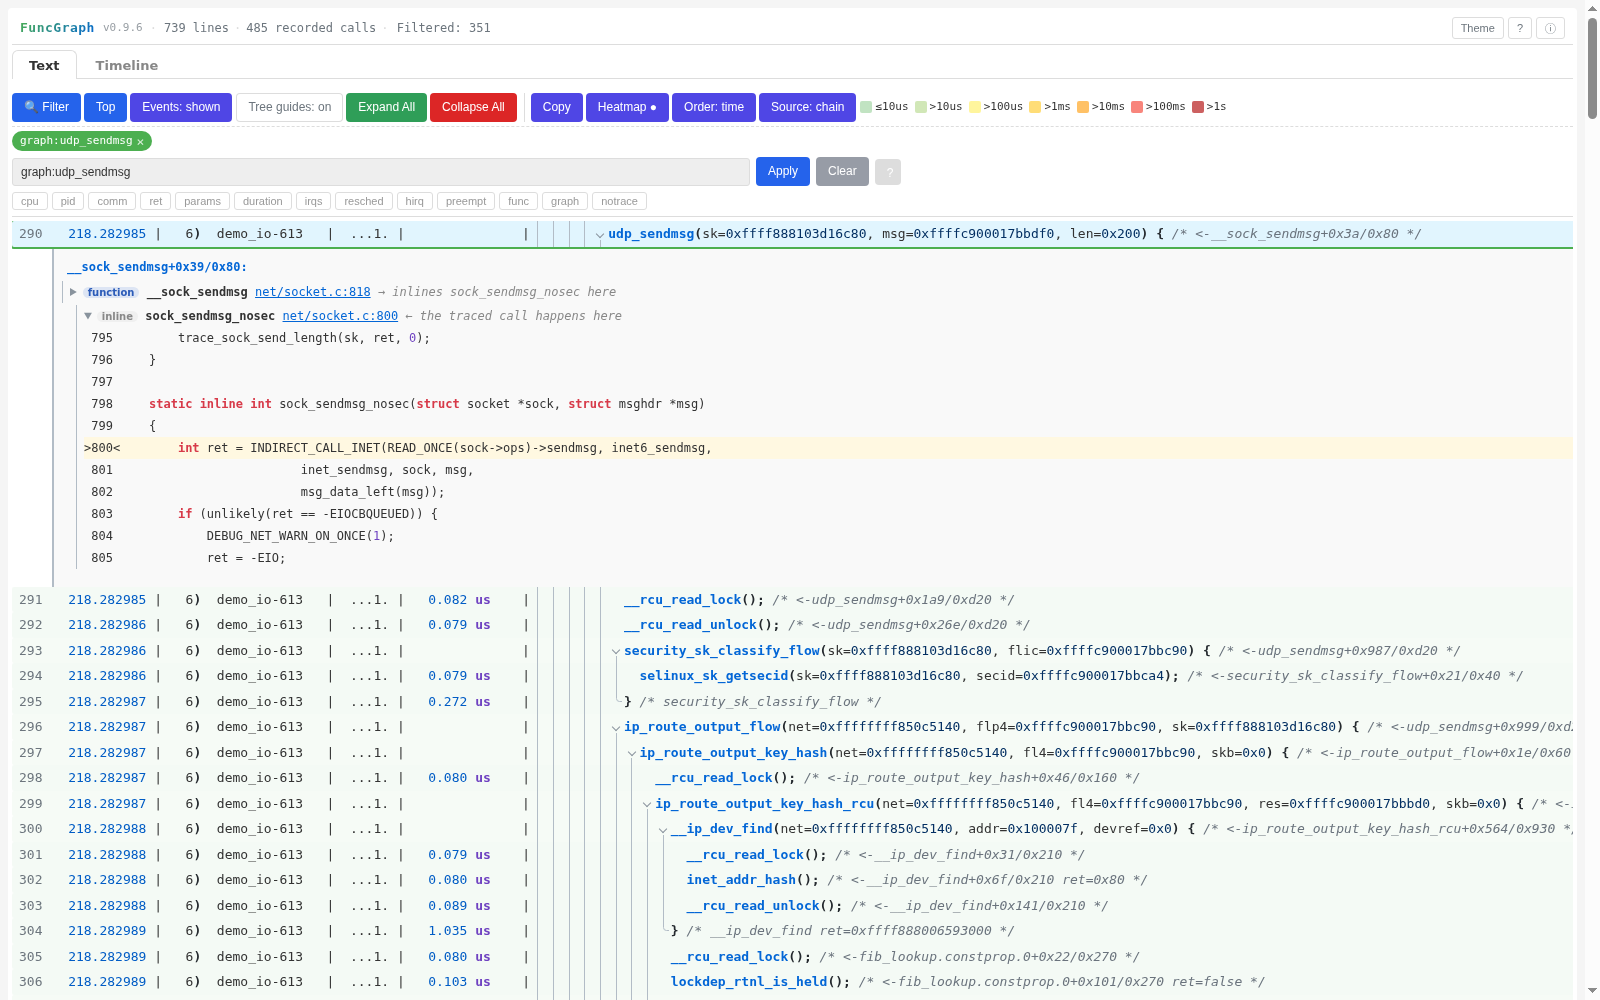 FuncGraph v0.9.6 · 739 lines · 485 recorded calls · Filtered: 351
Theme ? ⓘ
Text Timeline
🔍 Filter Top Events: shown Tree guides: on Expand All Collapse All Copy Heatmap ● Order: time Source: chain ≤10us >10us >100us >1ms >10ms >100ms >1s
graph:udp_sendmsg ×
graph:udp_sendmsg Apply Clear ?
cpu pid comm ret params duration irqs resched hirq preempt func graph notrace
290 218.282985 | 6) demo_io-613 | ...1. | | udp_sendmsg(sk=0xffff888103d16c80, msg=0xffffc900017bbdf0, len=0x200) { /* <-__sock_sendmsg+0x3a/0x80 */
__sock_sendmsg+0x39/0x80:
▶ function __sock_sendmsg net/socket.c:818 → inlines sock_sendmsg_nosec here
▼ inline sock_sendmsg_nosec net/socket.c:800 ← the traced call happens here
795 trace_sock_send_length(sk, ret, 0);
796 }
797
798 static inline int sock_sendmsg_nosec(struct socket *sock, struct msghdr *msg)
799 {
>800< int ret = INDIRECT_CALL_INET(READ_ONCE(sock->ops)->sendmsg, inet6_sendmsg,
801 inet_sendmsg, sock, msg,
802 msg_data_left(msg));
803 if (unlikely(ret == -EIOCBQUEUED)) {
804 DEBUG_NET_WARN_ON_ONCE(1);
805 ret = -EIO;
291 218.282985 | 6) demo_io-613 | ...1. | 0.082 us | __rcu_read_lock(); /* <-udp_sendmsg+0x1a9/0xd20 */
292 218.282986 | 6) demo_io-613 | ...1. | 0.079 us | __rcu_read_unlock(); /* <-udp_sendmsg+0x26e/0xd20 */
293 218.282986 | 6) demo_io-613 | ...1. | | security_sk_classify_flow(sk=0xffff888103d16c80, flic=0xffffc900017bbc90) { /* <-udp_sendmsg+0x987/0xd20 */
294 218.282986 | 6) demo_io-613 | ...1. | 0.079 us | selinux_sk_getsecid(sk=0xffff888103d16c80, secid=0xffffc900017bbca4); /* <-security_sk_classify_flow+0x21/0x40 */
295 218.282987 | 6) demo_io-613 | ...1. | 0.272 us | } /* security_sk_classify_flow */
296 218.282987 | 6) demo_io-613 | ...1. | | ip_route_output_flow(net=0xffffffff850c5140, flp4=0xffffc900017bbc90, sk=0xffff888103d16c80) { /* <-udp_sendmsg+0x999/0xd
297 218.282987 | 6) demo_io-613 | ...1. | | ip_route_output_key_hash(net=0xffffffff850c5140, fl4=0xffffc900017bbc90, skb=0x0) { /* <-ip_route_output_flow+0x1e/0x60
298 218.282987 | 6) demo_io-613 | ...1. | 0.080 us | __rcu_read_lock(); /* <-ip_route_output_key_hash+0x46/0x160 */
299 218.282987 | 6) demo_io-613 | ...1. | | ip_route_output_key_hash_rcu(net=0xffffffff850c5140, fl4=0xffffc900017bbc90, res=0xffffc900017bbbd0, skb=0x0) { /* <-
300 218.282988 | 6) demo_io-613 | ...1. | | __ip_dev_find(net=0xffffffff850c5140, addr=0x100007f, devref=0x0) { /* <-ip_route_output_key_hash_rcu+0x564/0x930 */
301 218.282988 | 6) demo_io-613 | ...1. | 0.079 us | __rcu_read_lock(); /* <-__ip_dev_find+0x31/0x210 */
302 218.282988 | 6) demo_io-613 | ...1. | 0.080 us | inet_addr_hash(); /* <-__ip_dev_find+0x6f/0x210 ret=0x80 */
303 218.282988 | 6) demo_io-613 | ...1. | 0.089 us | __rcu_read_unlock(); /* <-__ip_dev_find+0x141/0x210 */
304 218.282989 | 6) demo_io-613 | ...1. | 1.035 us | } /* __ip_dev_find ret=0xffff888006593000 */
305 218.282989 | 6) demo_io-613 | ...1. | 0.080 us | __rcu_read_lock(); /* <-fib_lookup.constprop.0+0x22/0x270 */
306 218.282989 | 6) demo_io-613 | ...1. | 0.103 us | lockdep_rtnl_is_held(); /* <-fib_lookup.constprop.0+0x101/0x270 ret=false */